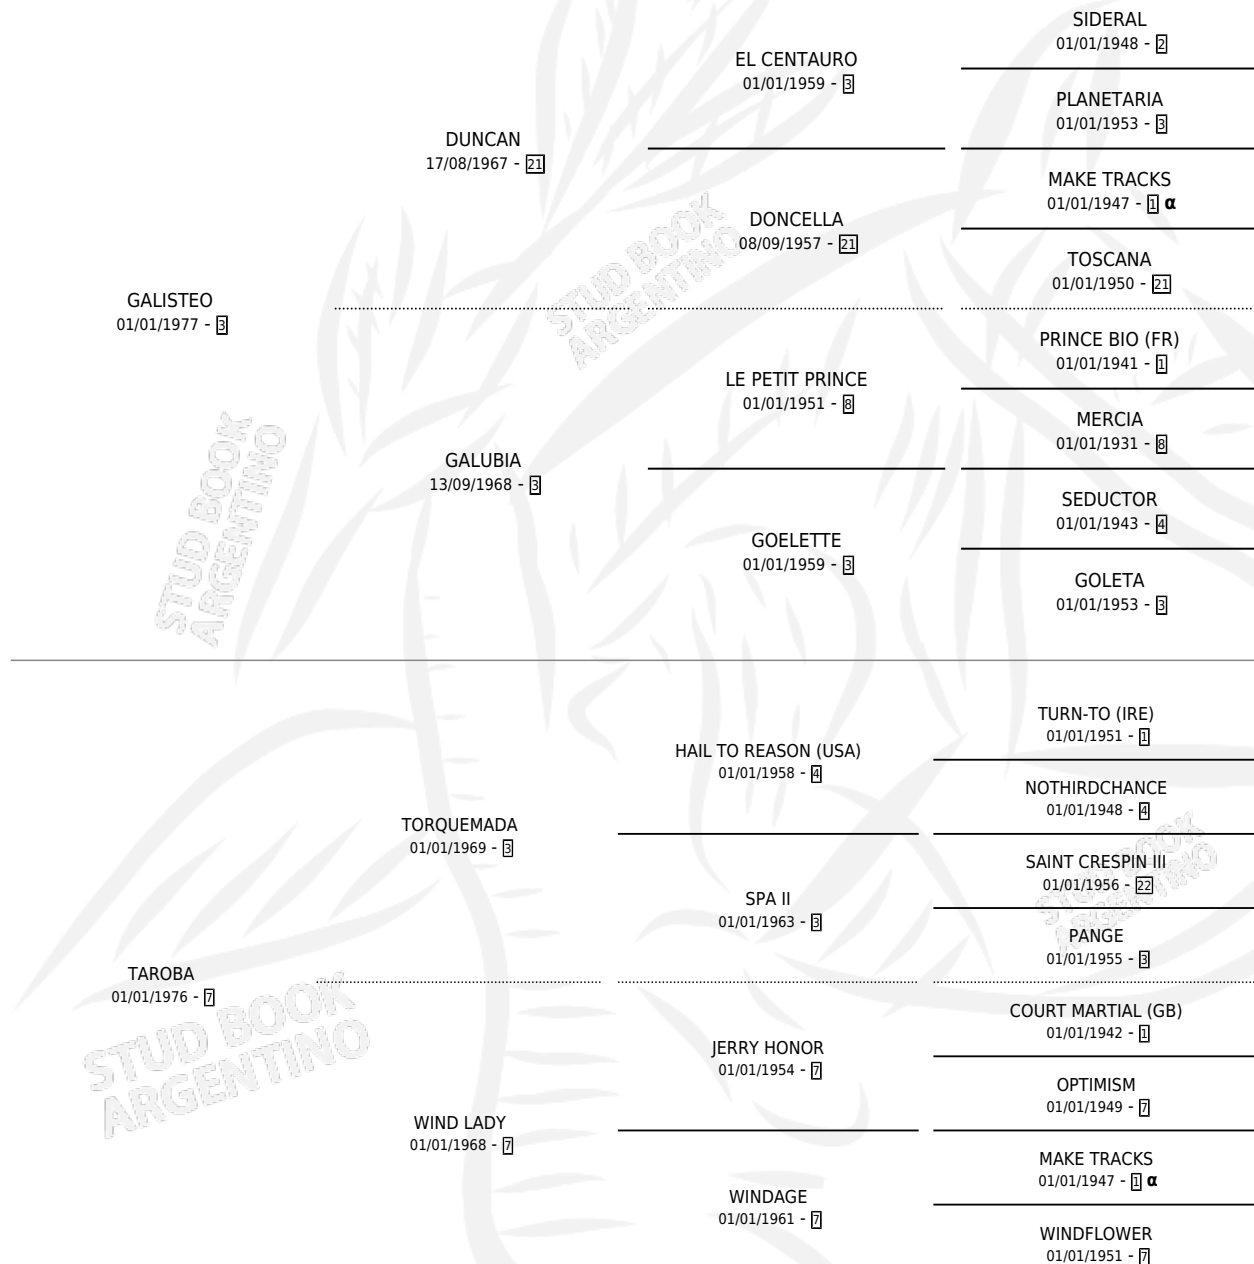 SIDERAL
01/01/1948 - 2
EL CENTAURO
01/01/1959 - 3
PLANETARIA
01/01/1953 - 3
DUNCAN
17/08/1967 - 21
MAKE TRACKS
01/01/1947 - 1 α
DONCELLA
08/09/1957 - 21
TOSCANA
01/01/1950 - 21
STUD BOOK
ARGENTINO
GALISTEO
01/01/1977 - 3
PRINCE BIO (FR)
01/01/1941 - 1
LE PETIT PRINCE
01/01/1951 - 8
MERCIA
01/01/1931 - 8
GALUBIA
13/09/1968 - 3
SEDUCTOR
01/01/1943 - 4
GOELETTE
01/01/1959 - 3
GOLETA
01/01/1953 - 3
STUD BOOK
ARGENTINO
TURN-TO (IRE)
01/01/1951 - 1
HAIL TO REASON (USA)
01/01/1958 - 4
NOTHIRDCHANCE
01/01/1948 - 4
TORQUEMADA
01/01/1969 - 3
SAINT CRESPIN III
01/01/1956 - 22
SPA II
01/01/1963 - 3
PANGE
01/01/1955 - 3
STUD BOOK
ARGENTINO
TAROBA
01/01/1976 - 7
COURT MARTIAL (GB)
01/01/1942 - 1
JERRY HONOR
01/01/1954 - 7
OPTIMISM
01/01/1949 - 7
WIND LADY
01/01/1968 - 7
MAKE TRACKS
01/01/1947 - 1 α
WINDAGE
01/01/1961 - 7
WINDFLOWER
01/01/1951 - 7
STUD BOOK
ARGENTINO